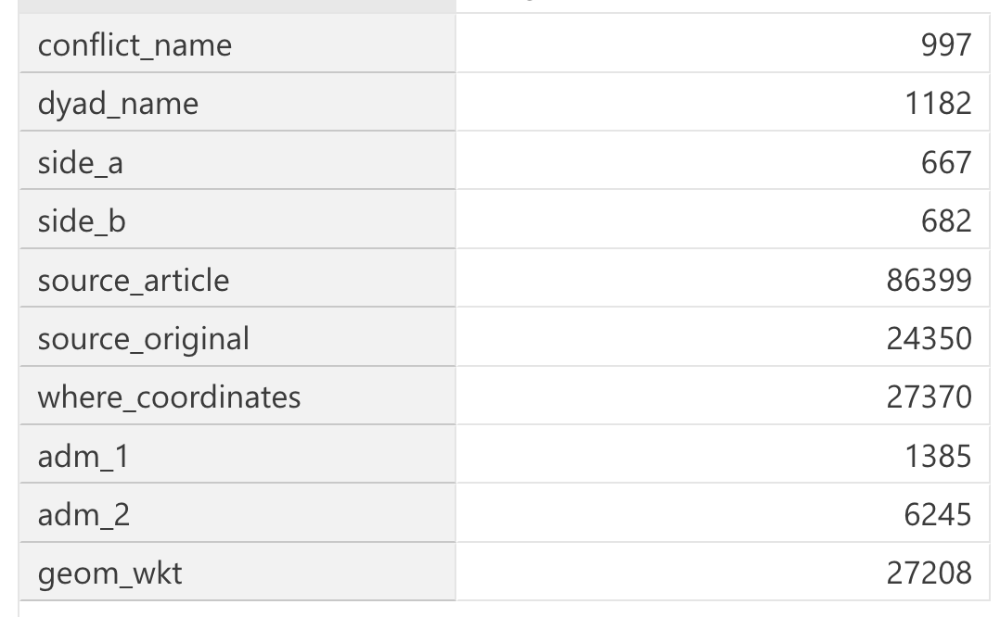 conflict_name 997
dyad_name 1182
side_a 667
side_b 682
source_article 86399
source_original 24350
where_coordinates 27370
adm_1 1385
adm_2 6245
geom_wkt 27208